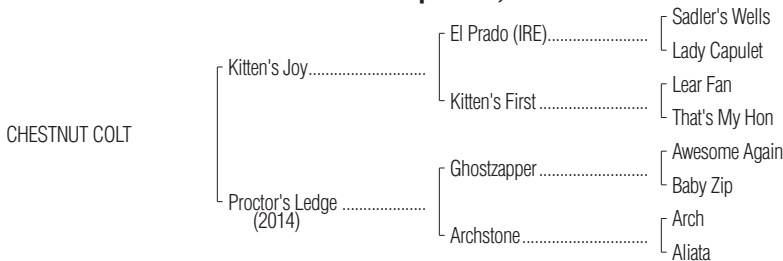 Sadler's Wells
El Prado (IRE)
Lady Capulet
Kitten's Joy
Lear Fan
Kitten's First
That's My Hon
CHESTNUT COLT
Awesome Again
Ghostzapper
Baby Zip
Proctor's Ledge
(2014)
Arch
Archstone
Aliata